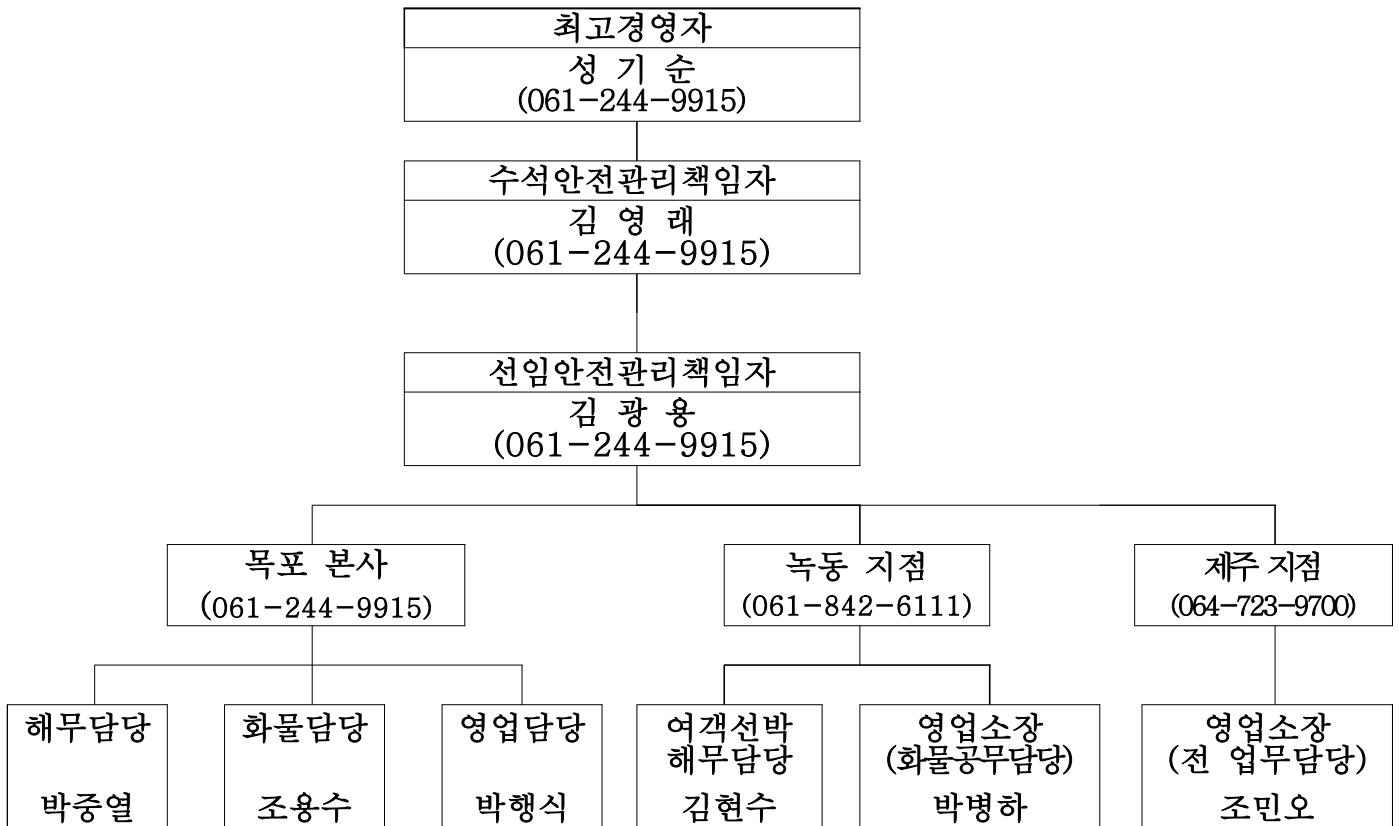 최고경영자
성 기 순
(061-244-9915)
수석안전관리책임자
김 영 래
(061-244-9915)
선임안전관리책임자
김 광 용
(061-244-9915)
목포 본사
(061-244-9915)
녹동 지점
(061-842-6111)
제주 지점
(064-723-9700)
해무담당
박중열
화물담당
조용수
영업담당
박행식
여객선박
해무담당
김현수
영업소장
(화물공무담당)
박병하
영업소장
(전 업무담당)
조민오